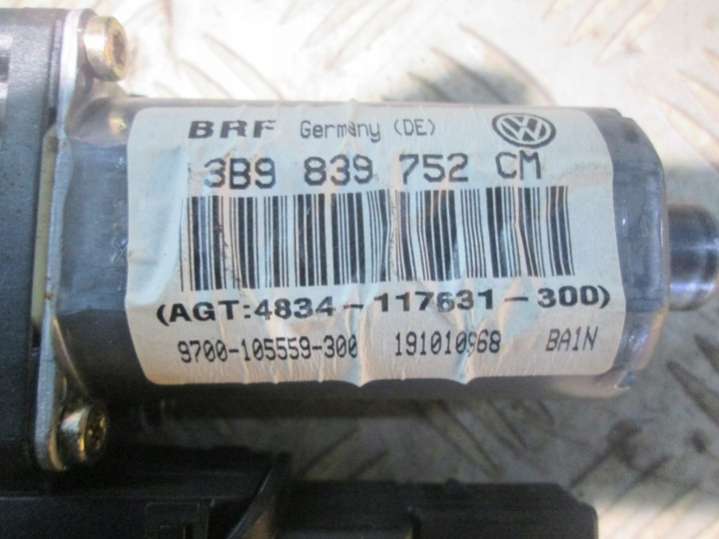 BRF Germany (DE)
3B9 839 752 CM
(AGT:4834-117631-300)
9700-105559-300 191010968 BA1N